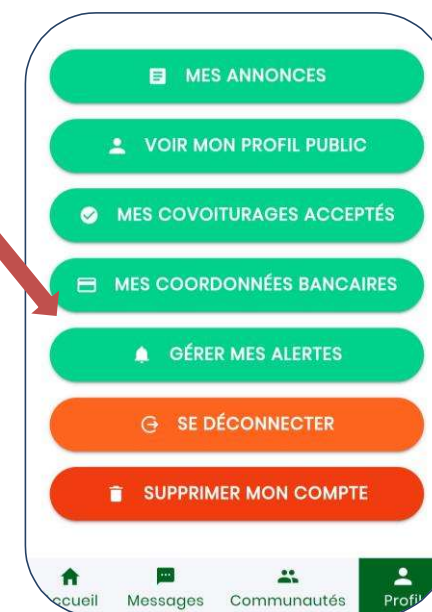 MES ANNONCES
VOIR MON PROFIL PUBLIC
MES COVOITURAGES ACCEPTÉS
MES COORDONNÉES BANCAIRES
GÉRER MES ALERTES
SE DÉCONNECTER
SUPPRIMER MON COMPTE
ccueil Messages Communautés Profil